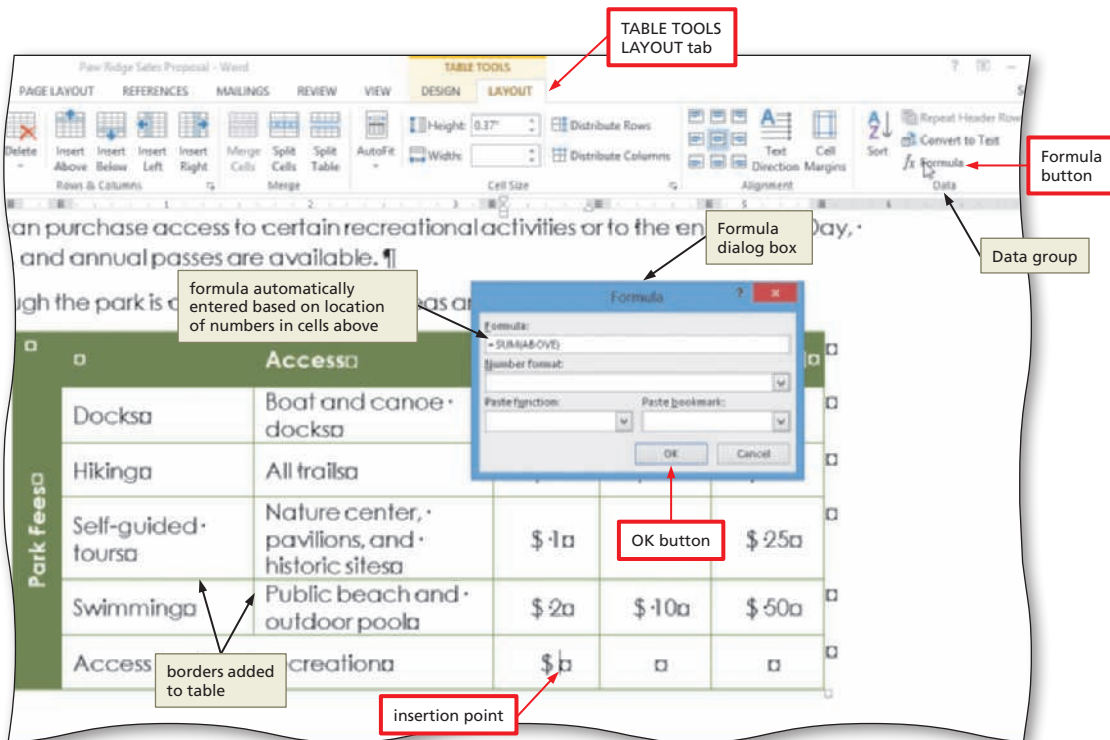 TABLE TOOLS
LAYOUT tab
Paw Ridge Sales Proposal - Word
TABLE TOOLS
?
PAGE LAYOUT REFERENCES MAILINGS REVIEW VIEW DESIGN LAYOUT
Delete
Insert Above
Insert Below
Insert Left
Insert Right
Merge Cells
Split Cells
Split Table
AutoFit
Height: 0.37"
Width:
Distribute Rows
Distribute Columns
Text Direction
Cell Margins
Sort
Repeat Header Row
Convert to Text
fx Formula
Rows & Columns
Merge
Cell Size
Alignment
Data
Formula
button
Data group
an purchase access to certain recreational activities or to the en
Day,·
and annual passes are available.¶
Formula
dialog box
ugh the park is
eas ar
formula automatically
entered based on location
of numbers in cells above
Formula
?
Formula:
=SUM(ABOVE)
Number format:
Paste function:
Paste bookmark:
OK
Cancel
OK button
Park Fees¤
¤
Access¤
Docks¤
Boat and canoe·
docks¤
Hiking¤
All trails¤
Self-guided·
tours¤
Nature center,·
pavilions, and·
historic sites¤
$·1¤
$·25¤
Swimming¤
Public beach and·
outdoor pool¤
$·2¤
$·10¤
$·50¤
Access
creation¤
$·¤
¤
¤
borders added
to table
insertion point